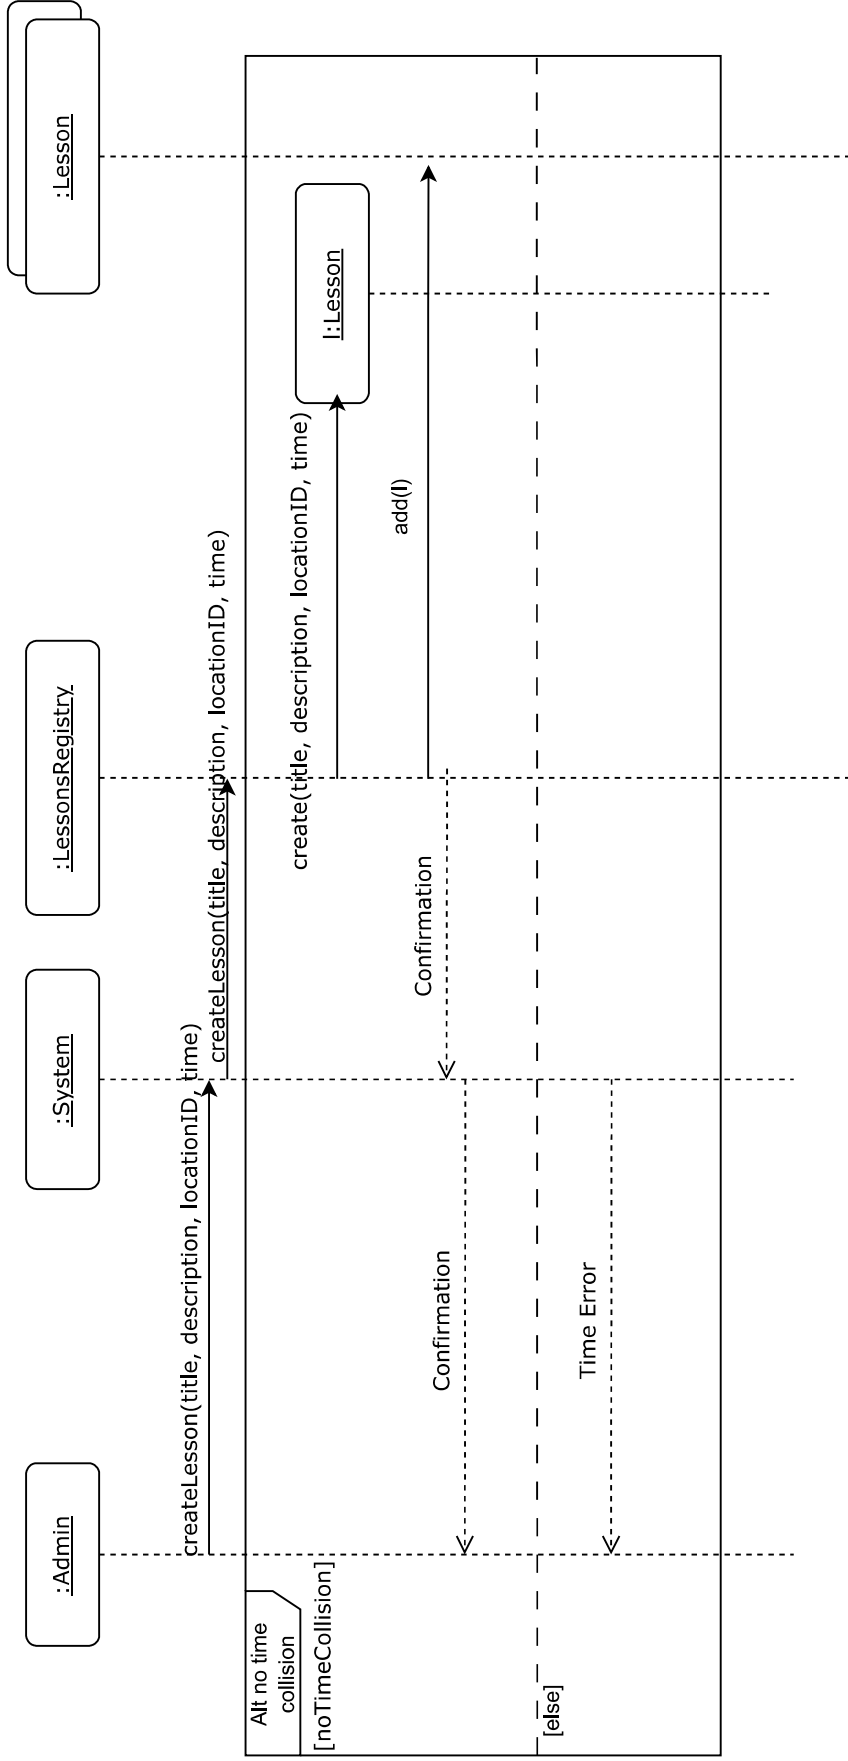 :Admin
:System
:LessonsRegistry
:Lesson
createLesson(title, description, locationID, time)
createLesson(title, description, locationID, time)
Alt no time
collision
[noTimeCollision]
create(title, description, locationID, time)
l:Lesson
add(l)
Confirmation
Confirmation
[else]
Time Error